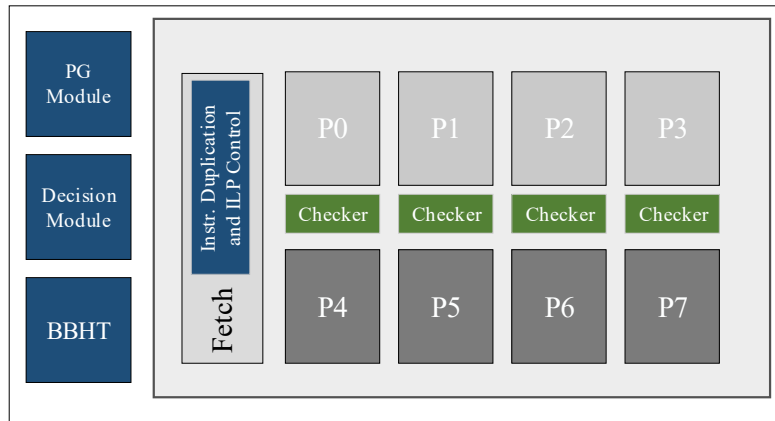 PG
Module
Decision
Module
BBHT
Instr. Duplication
and ILP Control
Fetch
P0 P1 P2 P3
Checker Checker Checker Checker
P4 P5 P6 P7